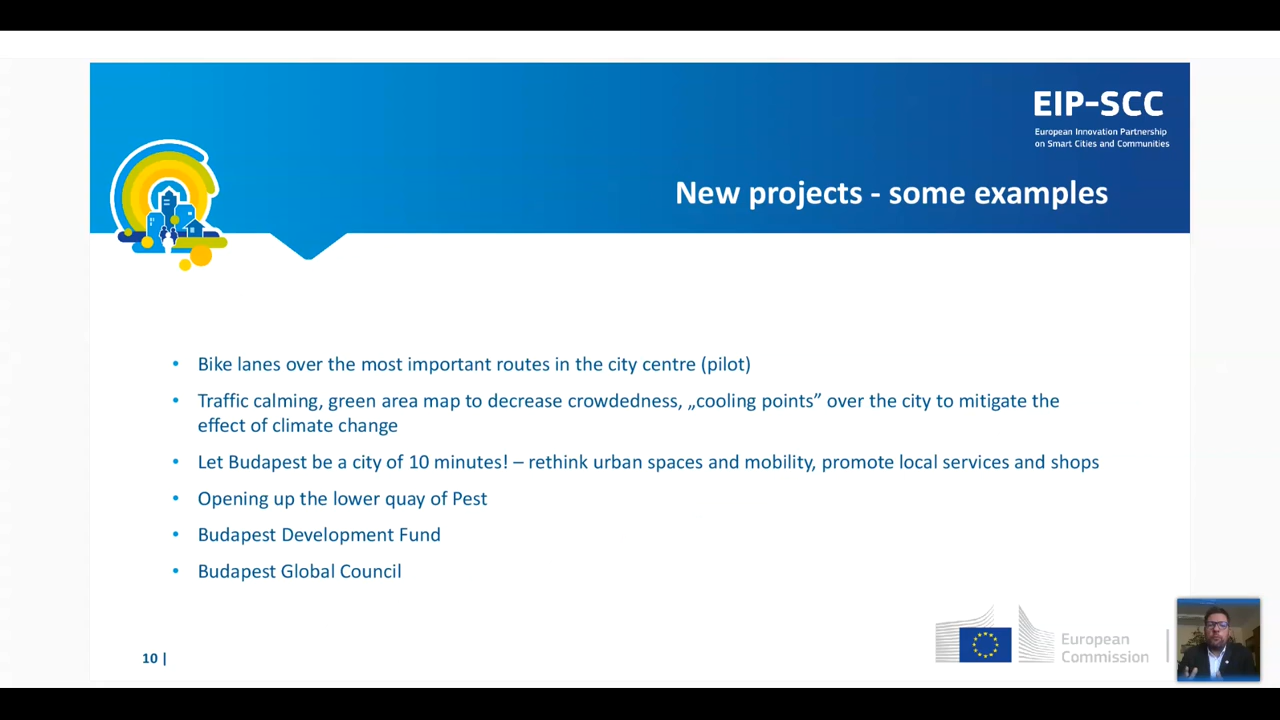 EIP-SCC
European Innovation Partnership
on Smart Cities and Communities
New projects - some examples
• Bike lanes over the most important routes in the city centre (pilot)
• Traffic calming, green area map to decrease crowdedness, „cooling points” over the city to mitigate the
effect of climate change
• Let Budapest be a city of 10 minutes! – rethink urban spaces and mobility, promote local services and shops
• Opening up the lower quay of Pest
• Budapest Development Fund
• Budapest Global Council
10 |
European
Commission